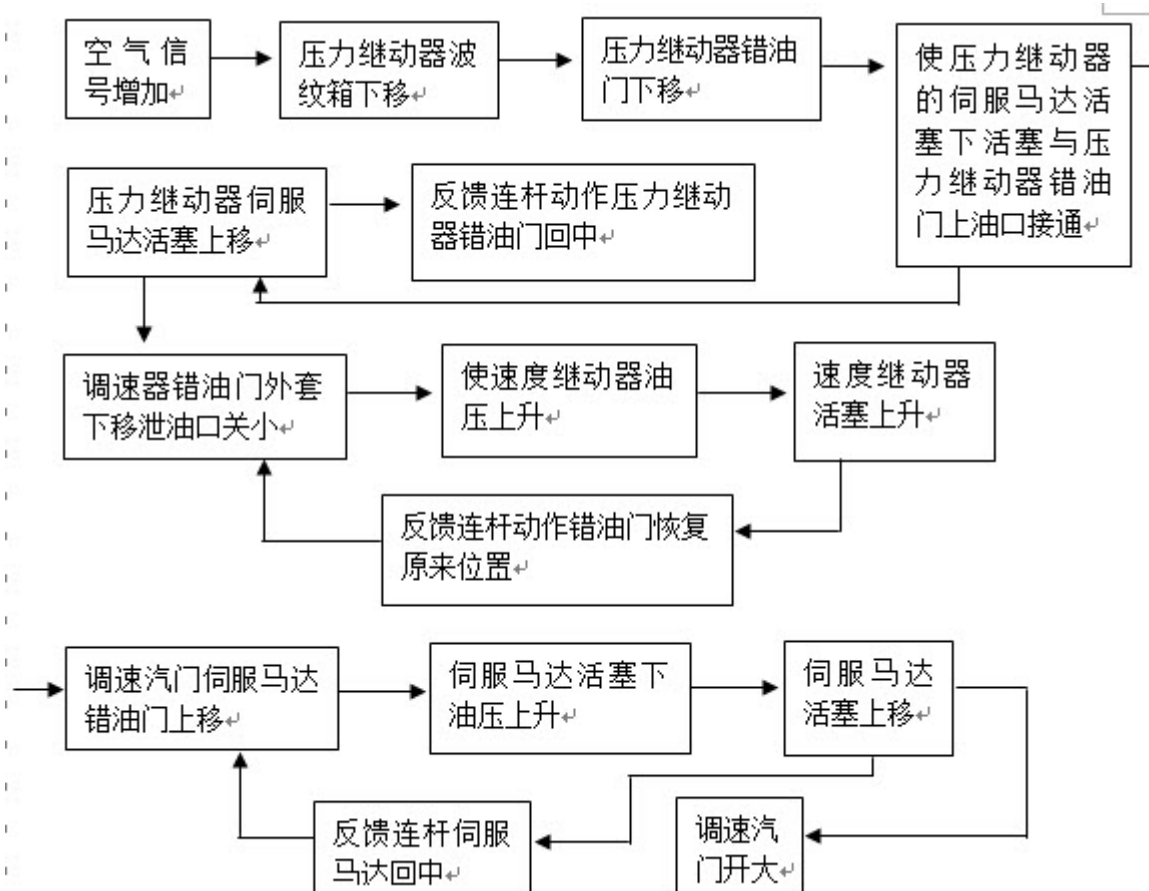 空气信
号增加↵
压力继动器波
纹箱下移↵
压力继动器错油
门下移↵
使压力继动器
的伺服马达活
塞下活塞与压
力继动器错油
门上油口接通↵
压力继动器伺服
马达活塞上移↵
反馈连杆动作压力继动
器错油门回中↵
调速器错油门外套
下移泄油口关小↵
使速度继动器油
压上升↵
速度继动器
活塞上升↵
反馈连杆动作错油门恢复
原来位置↵
调速汽门伺服马达
错油门上移↵
伺服马达活塞下
油压上升↵
伺服马达
活塞上移↵
反馈连杆伺服
马达回中↵
调速汽
门开大↵